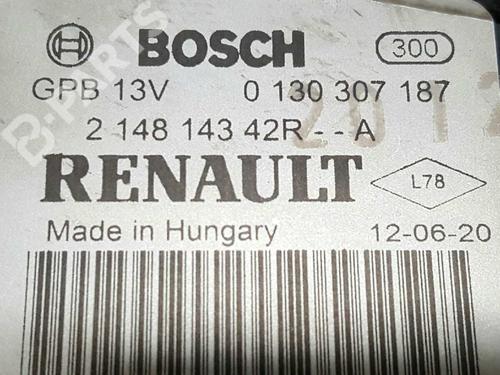 BOSCH 300
GPB 13V 0 130 307 187
2 148 143 42R - - A
RENAULT L78
Made in Hungary 12-06-20
B-PARTS